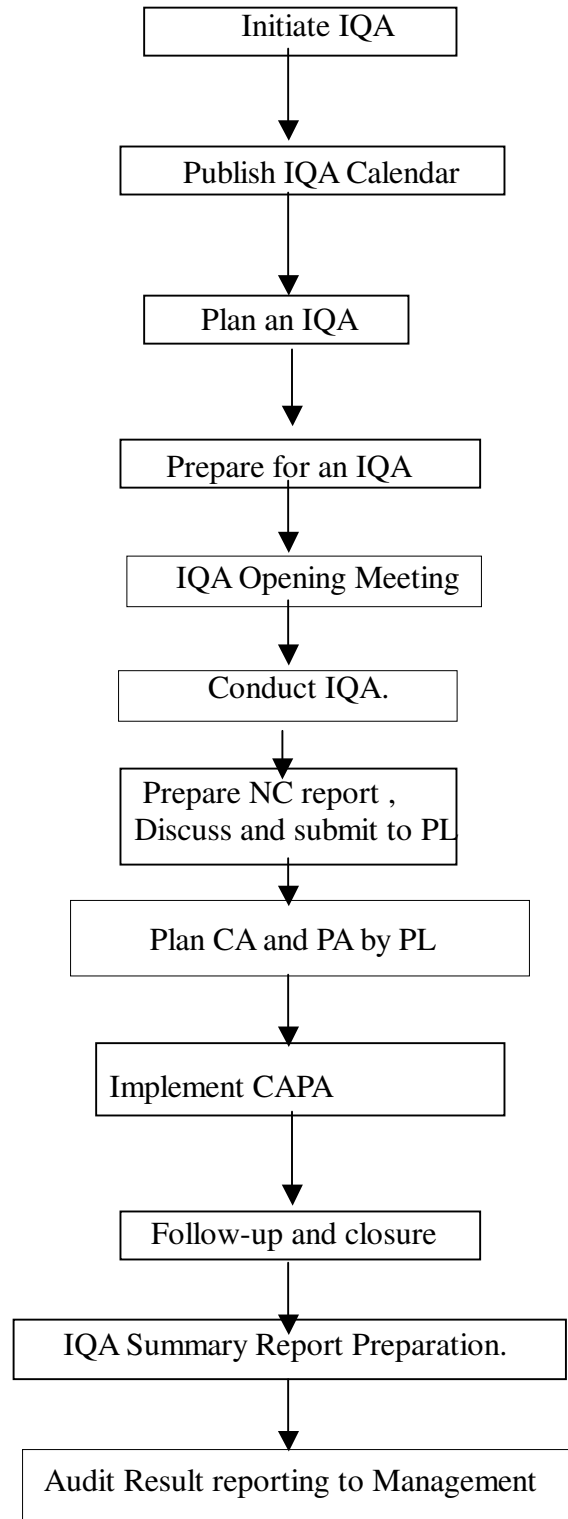 Initiate IQA
Publish IQA Calendar
Plan an IQA
Prepare for an IQA
IQA Opening Meeting
Conduct IQA.
Prepare NC report ,
Discuss and submit to PL
Plan CA and PA by PL
Implement CAPA
Follow-up and closure
IQA Summary Report Preparation.
Audit Result reporting to Management